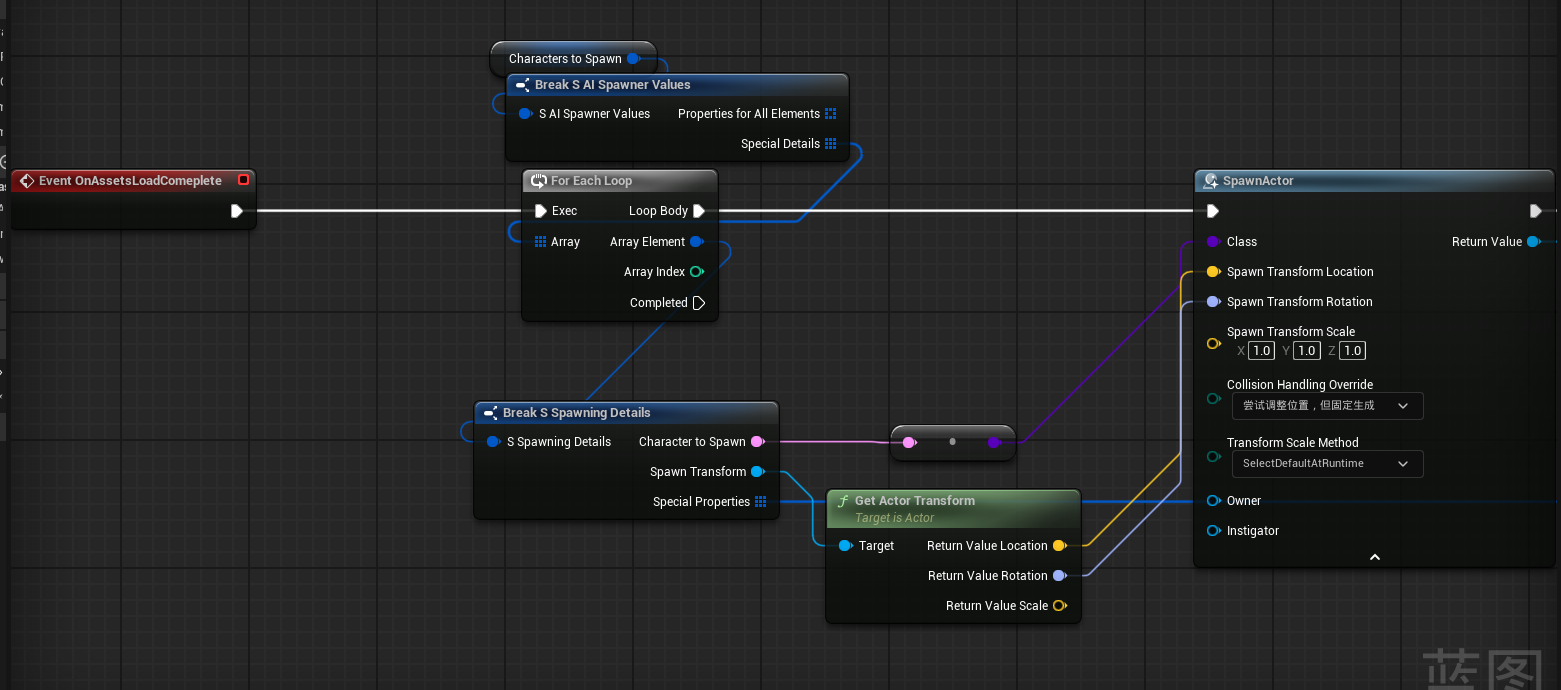 Characters to Spawn
Break S AI Spawner Values
S AI Spawner Values
Properties for All Elements
Special Details
Event OnAssetsLoadComeplete
For Each Loop
Exec
Loop Body
Array
Array Element
Array Index
Completed
SpawnActor
Class
Return Value
Spawn Transform Location
Spawn Transform Rotation
Spawn Transform Scale
X 1.0 Y 1.0 Z 1.0
Collision Handling Override
尝试调整位置，但固定生成
Transform Scale Method
SelectDefaultAtRuntime
Owner
Instigator
Break S Spawning Details
S Spawning Details
Character to Spawn
Spawn Transform
Special Properties
Get Actor Transform
Target is Actor
Target
Return Value Location
Return Value Rotation
Return Value Scale
蓝图